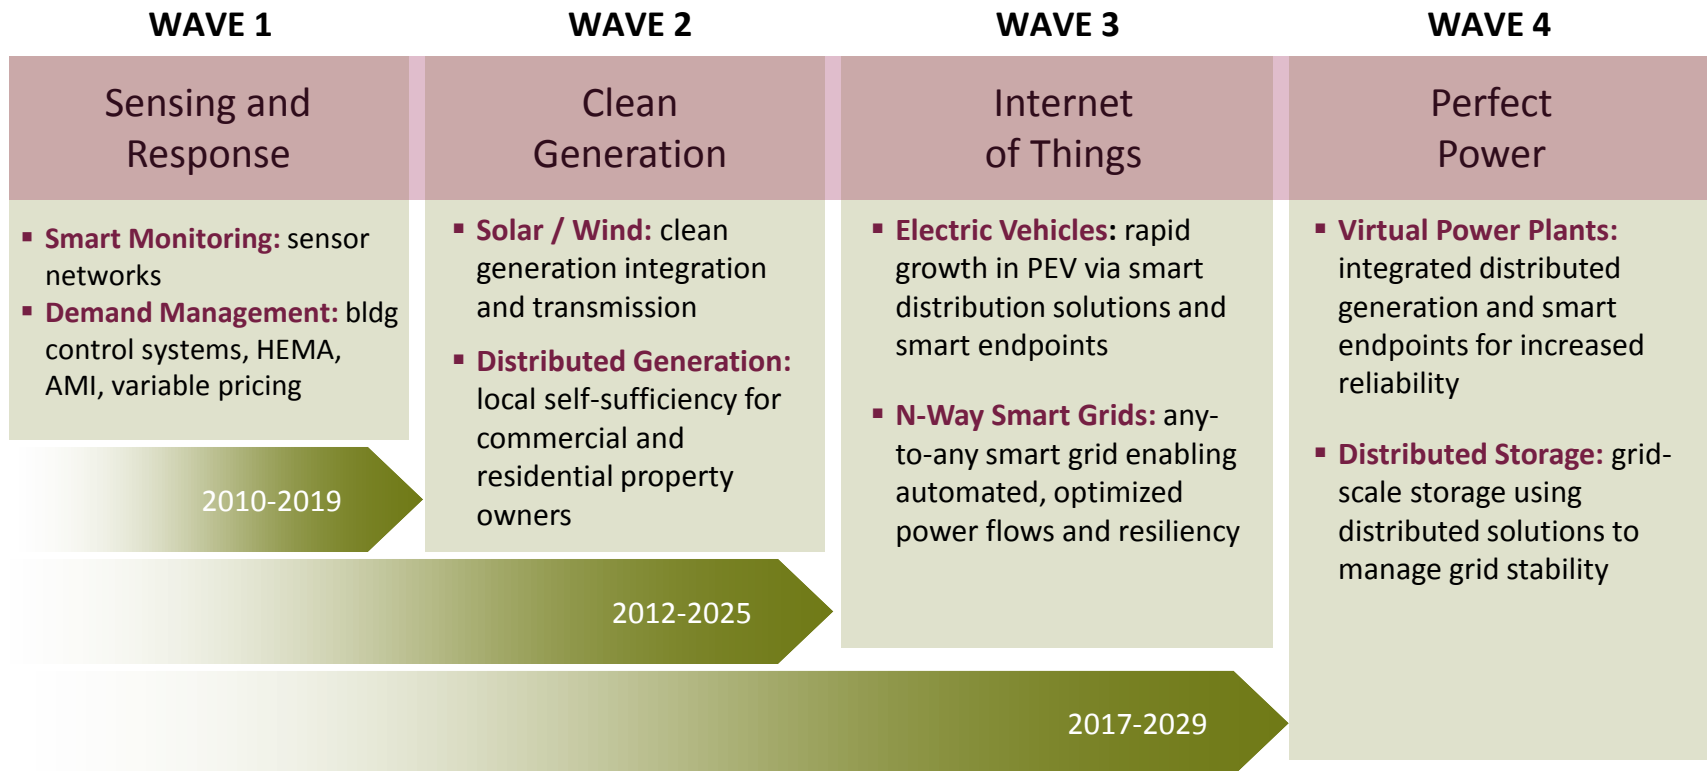 WAVE 1
Sensing and
Response
▪ Smart Monitoring: sensor
networks
▪ Demand Management: bldg
control systems, HEMA,
AMI, variable pricing
2010-2019
WAVE 2
Clean
Generation
▪ Solar / Wind: clean
generation integration
and transmission
▪ Distributed Generation:
local self-sufficiency for
commercial and
residential property
owners
2012-2025
WAVE 3
Internet
of Things
▪ Electric Vehicles: rapid
growth in PEV via smart
distribution solutions and
smart endpoints
▪ N-Way Smart Grids: any-
to-any smart grid enabling
automated, optimized
power flows and resiliency
2017-2029
WAVE 4
Perfect
Power
▪ Virtual Power Plants:
integrated distributed
generation and smart
endpoints for increased
reliability
▪ Distributed Storage: grid-
scale storage using
distributed solutions to
manage grid stability